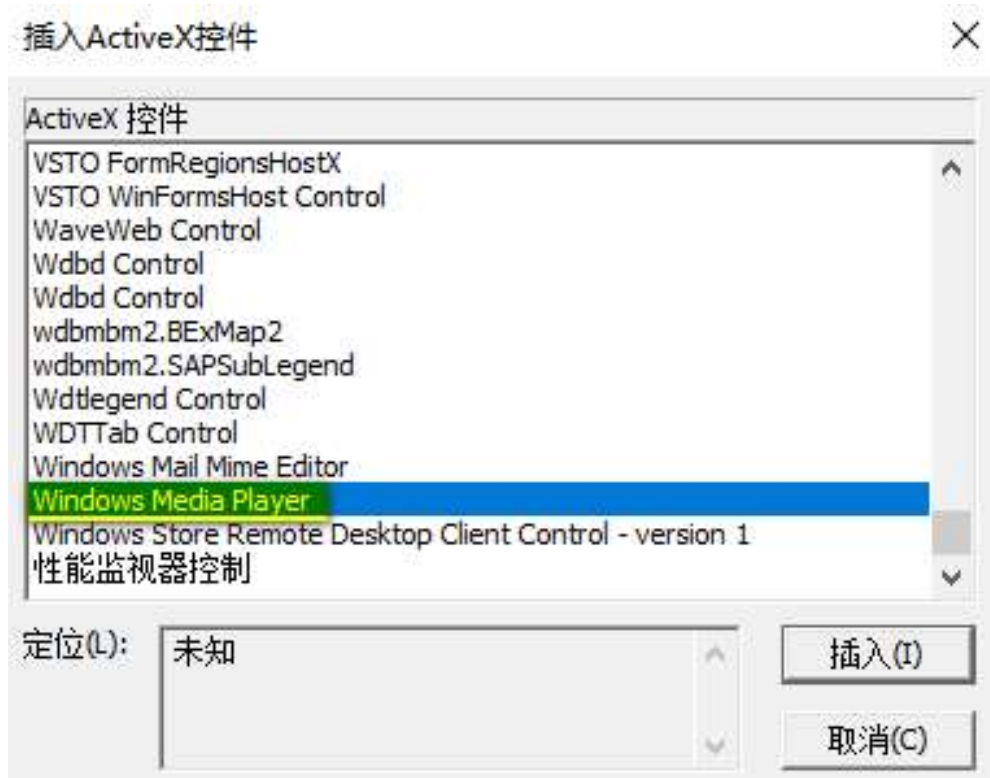 插入ActiveX控件
ActiveX 控件
VSTO FormRegionsHostX
VSTO WinFormsHost Control
WaveWeb Control
Wdbd Control
Wdbd Control
wdbmbm2.BExMap2
wdbmbm2.SAPSubLegend
Wdtlegend Control
WDTTab Control
Windows Mail Mime Editor
Windows Media Player
Windows Store Remote Desktop Client Control - version 1
性能监视器控制
定位(L): 未知
插入(I)
取消(C)